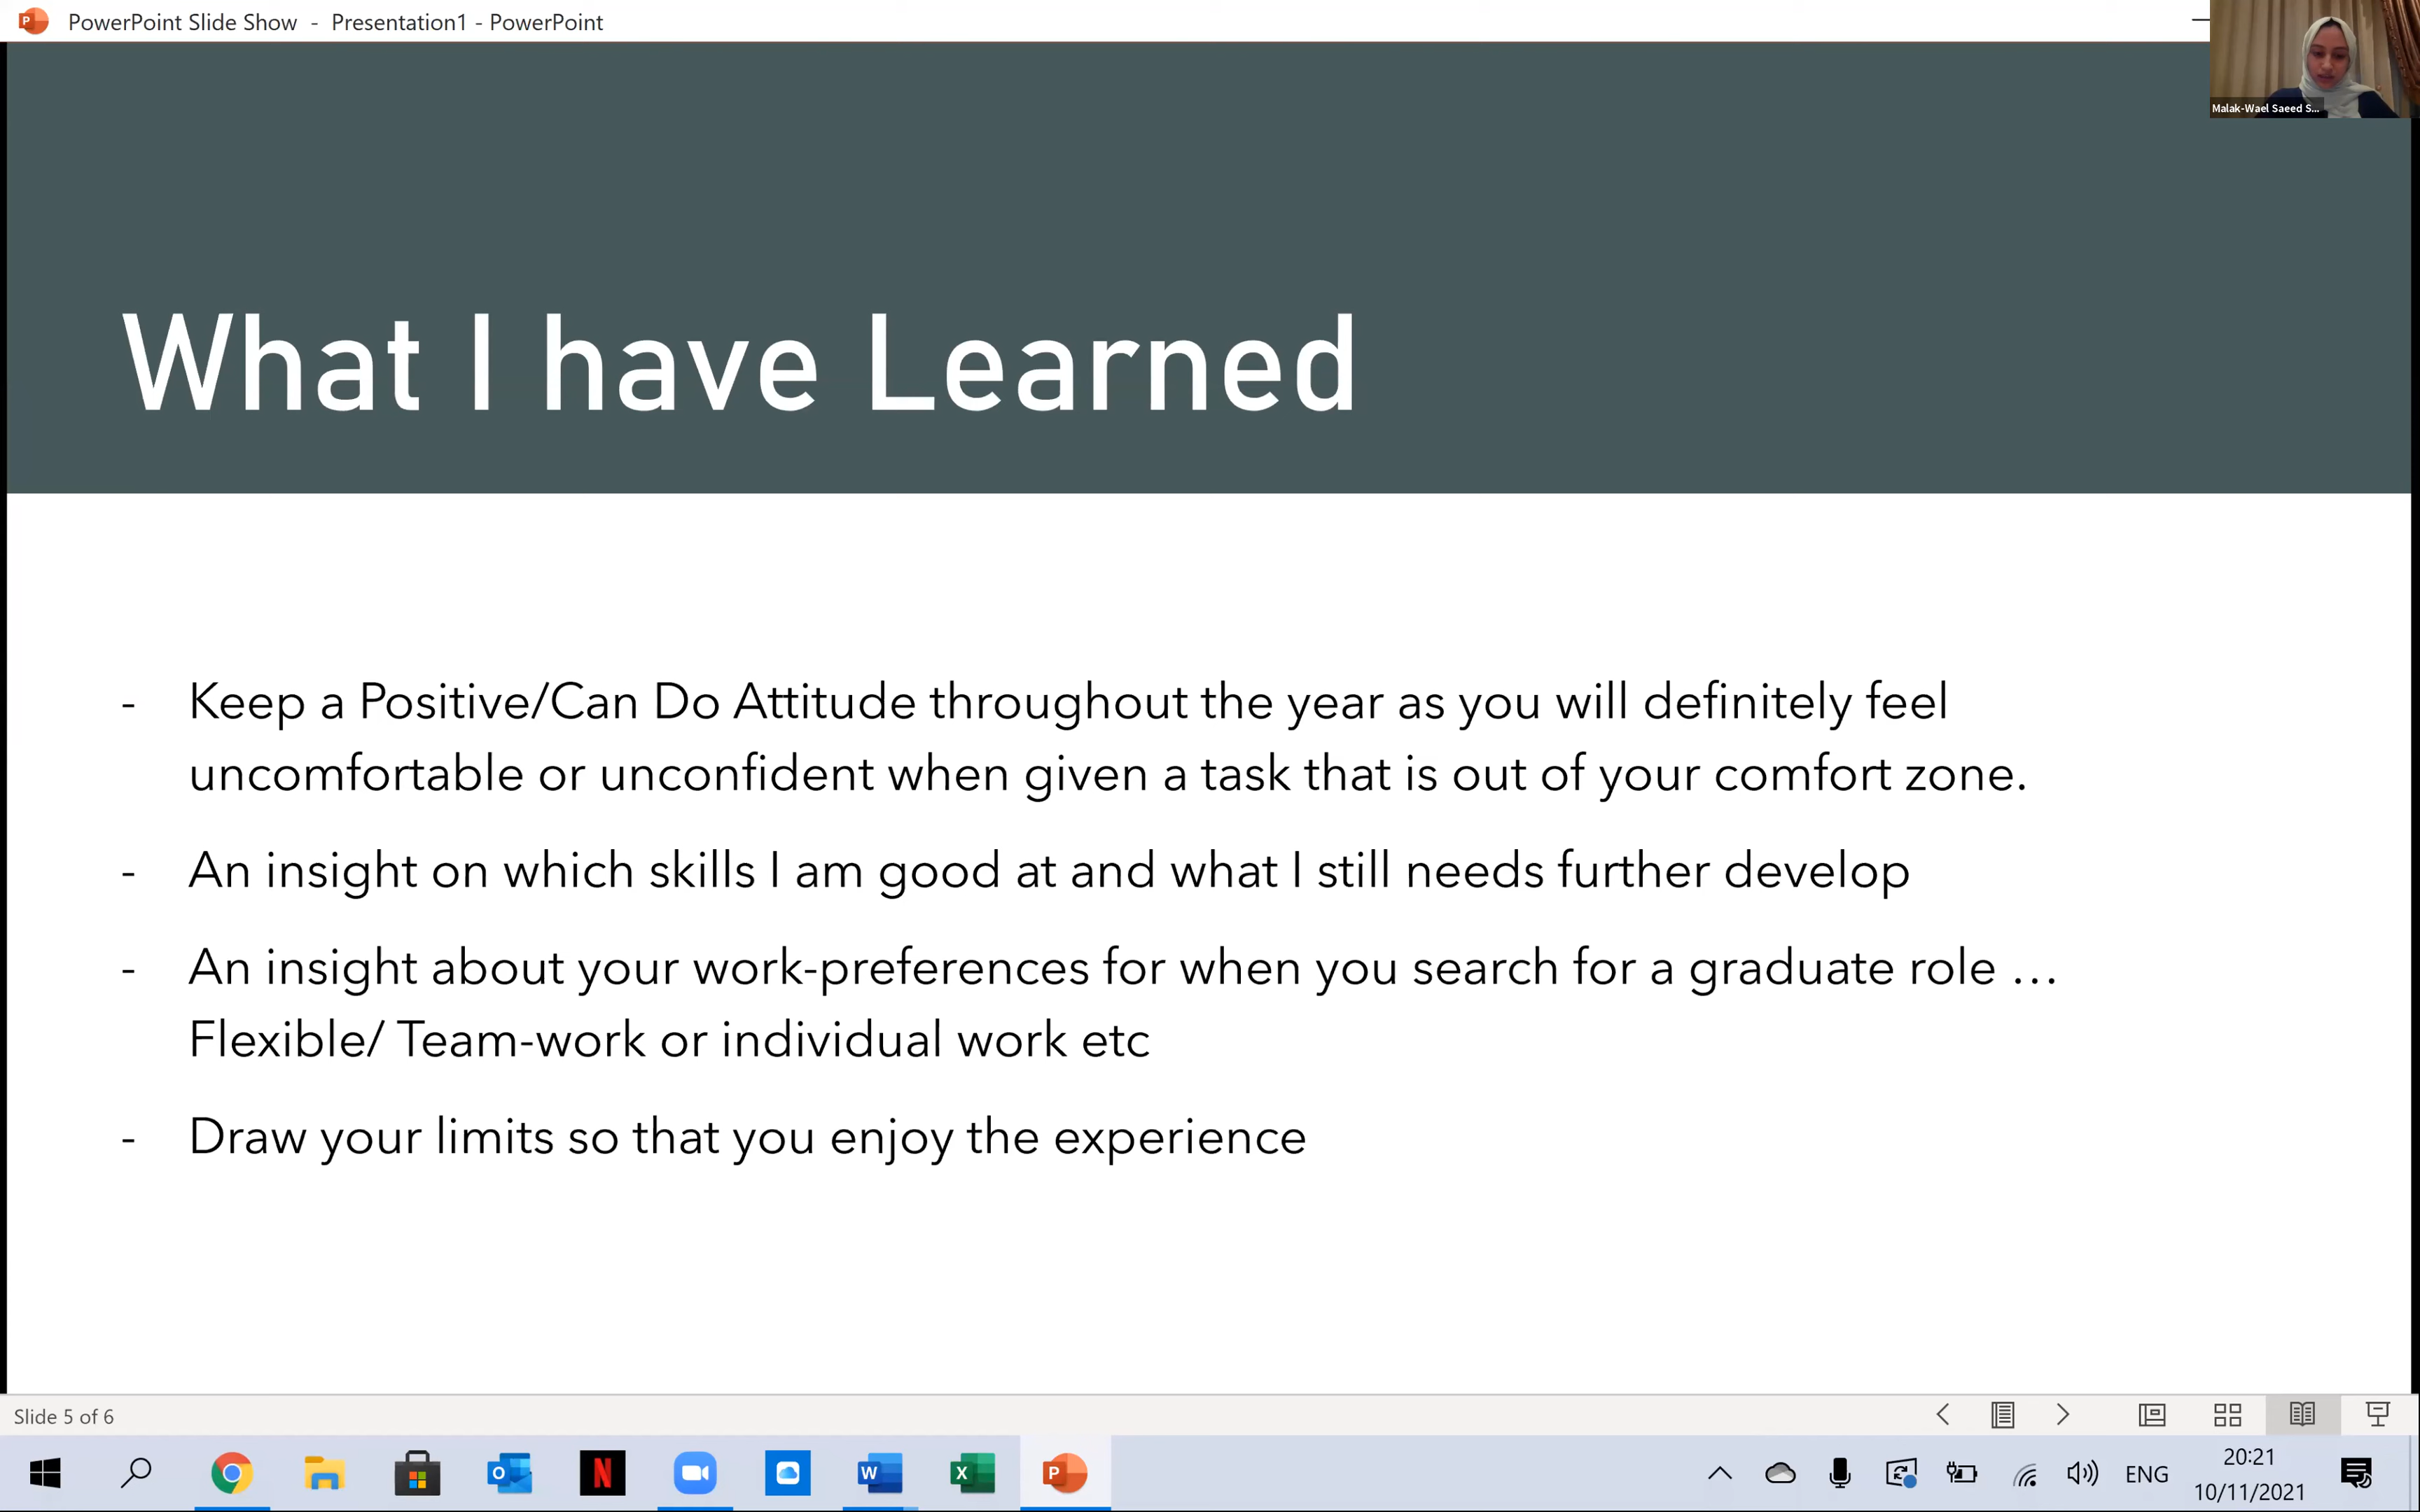 PowerPoint Slide Show - Presentation1 - PowerPoint
Malak-Wael Saeed S...
What I have Learned
- Keep a Positive/Can Do Attitude throughout the year as you will definitely feel
uncomfortable or unconfident when given a task that is out of your comfort zone.
- An insight on which skills I am good at and what I still needs further develop
- An insight about your work-preferences for when you search for a graduate role …
Flexible/ Team-work or individual work etc
- Draw your limits so that you enjoy the experience
Slide 5 of 6
ENG
20:21
10/11/2021